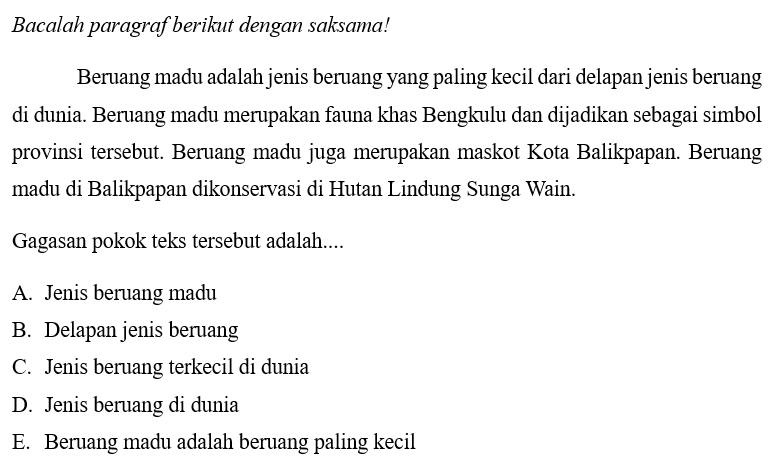 Bacalah paragraf berikut dengan saksama!
Beruang madu adalah jenis beruang yang paling kecil dari delapan jenis beruang
di dunia. Beruang madu merupakan fauna khas Bengkulu dan dijadikan sebagai simbol
provinsi tersebut. Beruang madu juga merupakan maskot Kota Balikpapan. Beruang
madu di Balikpapan dikonservasi di Hutan Lindung Sunga Wain.
Gagasan pokok teks tersebut adalah....
A. Jenis beruang madu
B. Delapan jenis beruang
C. Jenis beruang terkecil di dunia
D. Jenis beruang di dunia
E. Beruang madu adalah beruang paling kecil